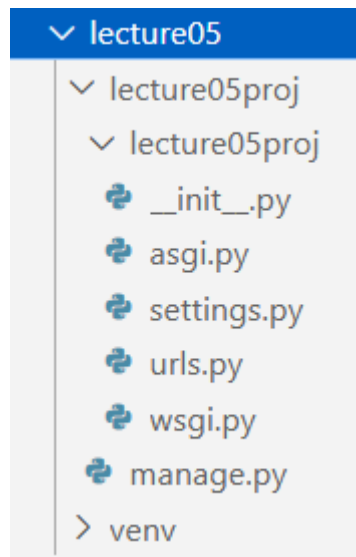 lecture05
lecture05proj
lecture05proj
__init__.py
asgi.py
settings.py
urls.py
wsgi.py
manage.py
venv